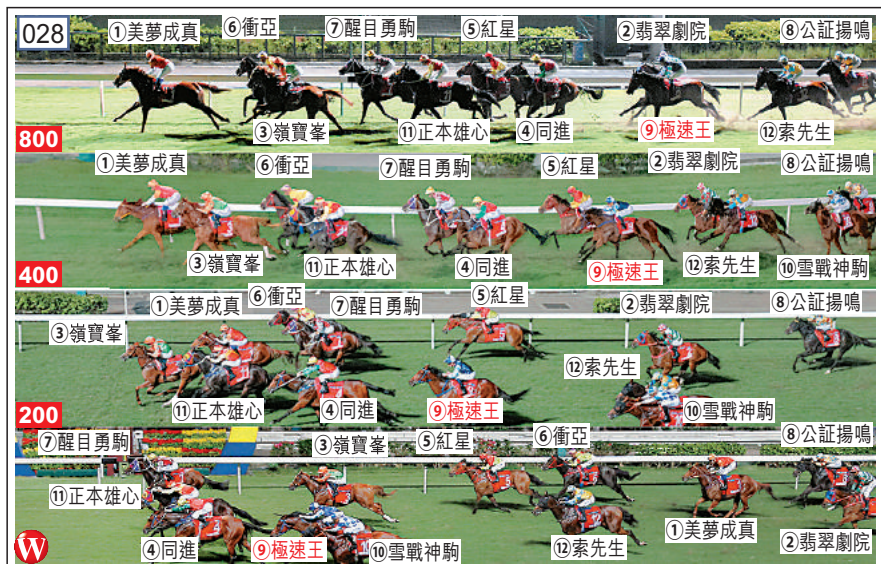 028
①美夢成真 ⑥衝亞 ⑦醒目勇駒 ⑤紅星 ②翡翠劇院 ⑧公証揚鳴
③嶺寶峯 ⑪正本雄心 ④同進 ⑨極速王 ⑫索先生
800
①美夢成真 ⑥衝亞 ⑦醒目勇駒 ⑤紅星 ②翡翠劇院 ⑧公証揚鳴
③嶺寶峯 ⑪正本雄心 ④同進 ⑨極速王 ⑫索先生 ⑩雪戰神駒
400
③嶺寶峯 ①美夢成真 ⑥衝亞 ⑦醒目勇駒 ⑤紅星 ②翡翠劇院 ⑧公証揚鳴
⑪正本雄心 ④同進 ⑨極速王 ⑫索先生 ⑩雪戰神駒
200
⑦醒目勇駒 ③嶺寶峯 ⑤紅星 ⑥衝亞 ⑧公証揚鳴
⑪正本雄心
④同進 ⑨極速王 ⑩雪戰神駒 ⑫索先生 ①美夢成真 ②翡翠劇院
W